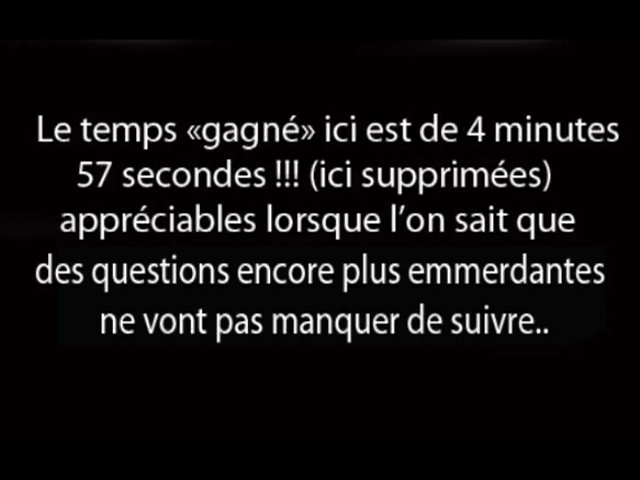 Le temps «gagné» ici est de 4 minutes
57 secondes !!! (ici supprimées)
appréciables lorsque l’on sait que
des questions encore plus emmerdantes
ne vont pas manquer de suivre..